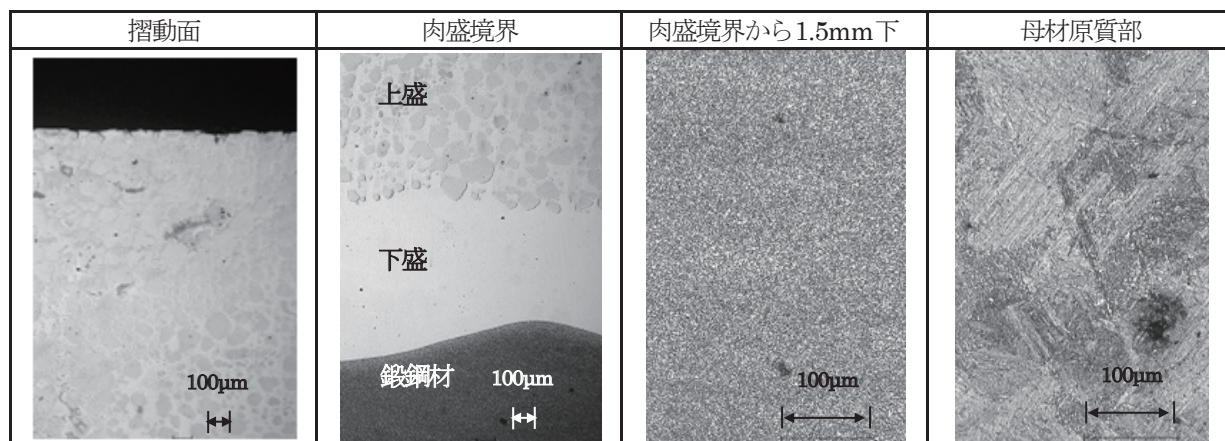 摺動面
肉盛境界
肉盛境界から1.5mm下
母材原質部
100μm
上盛
下盛
鍛鋼材
100μm
100μm
100μm